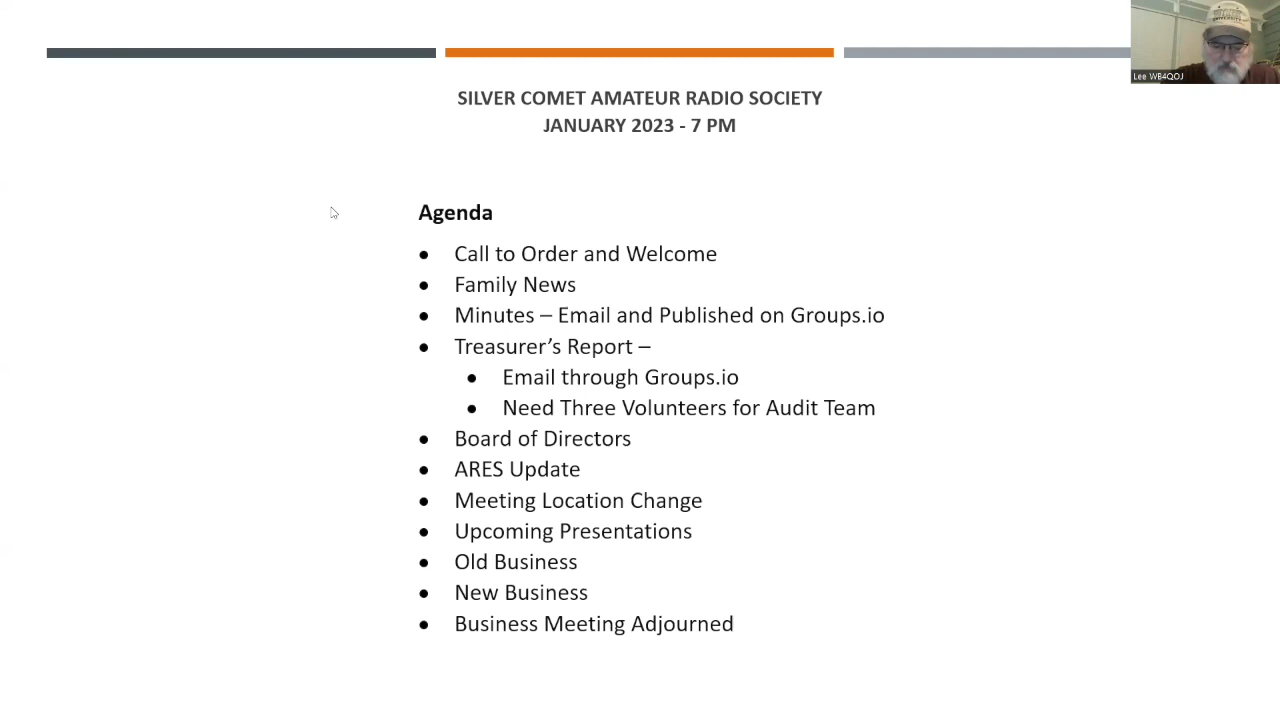 SILVER COMET AMATEUR RADIO SOCIETY
JANUARY 2023 - 7 PM
Lee WB4QOJ
Agenda
• Call to Order and Welcome
• Family News
• Minutes – Email and Published on Groups.io
• Treasurer’s Report –
• Email through Groups.io
• Need Three Volunteers for Audit Team
• Board of Directors
• ARES Update
• Meeting Location Change
• Upcoming Presentations
• Old Business
• New Business
• Business Meeting Adjourned